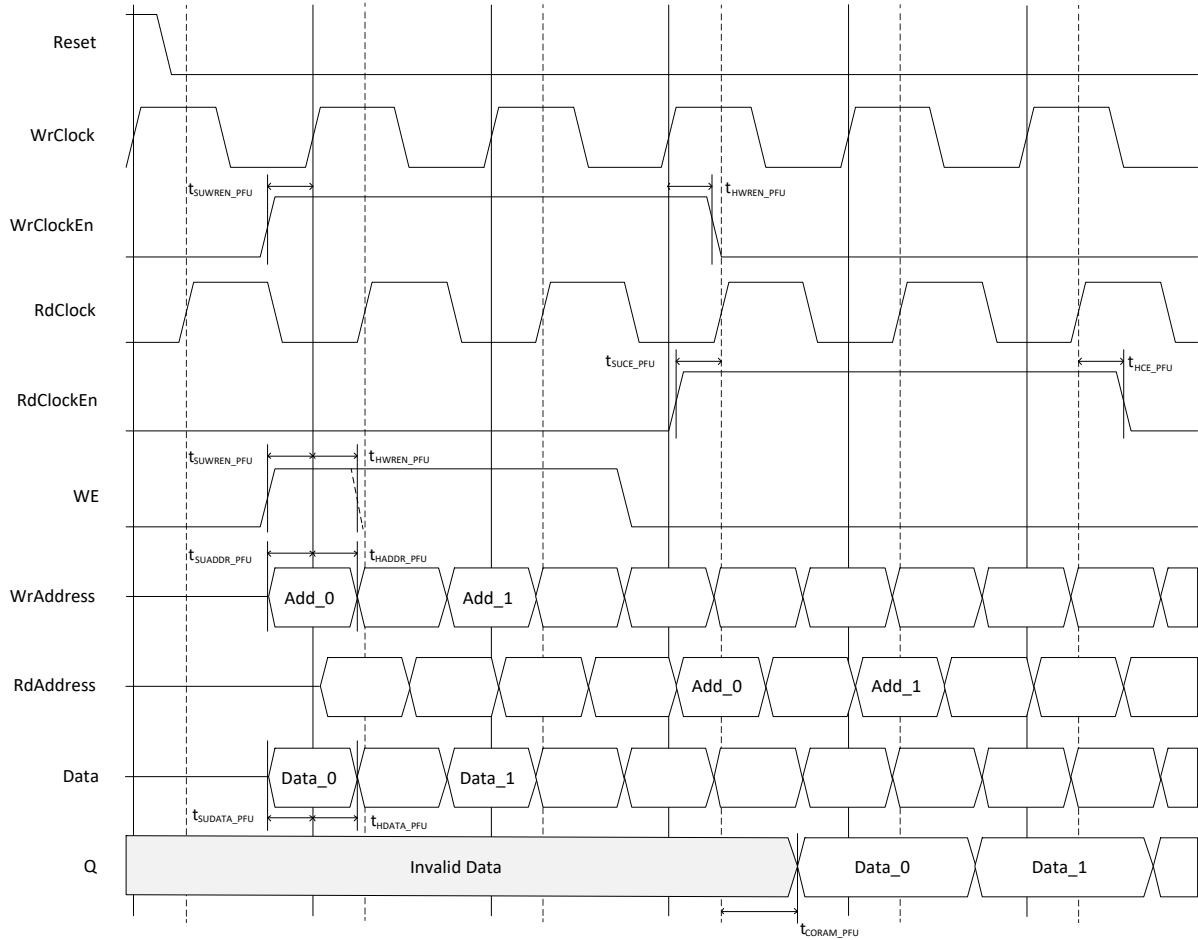 Reset
WrClock
tSUWREN_PFU
tHWREN_PFU
WrClockEn
RdClock
tSUCE_PFU
tHCE_PFU
RdClockEn
tSUWREN_PFU
tHWREN_PFU
WE
tSUADDR_PFU
tHADDR_PFU
WrAddress
Add_0
Add_1
RdAddress
Add_0
Add_1
Data
Data_0
Data_1
tSUDATA_PFU
tHDATA_PFU
Q
Invalid Data
Data_0
Data_1
tCORAM_PFU